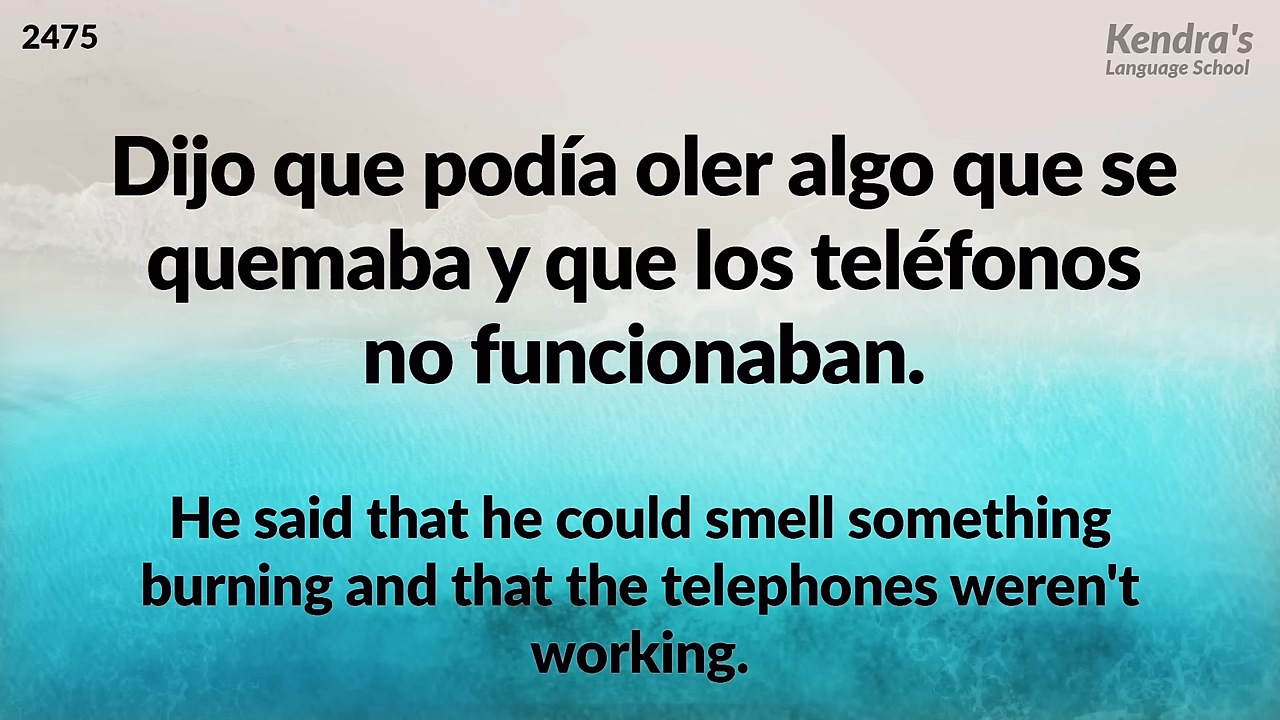 2475
Kendra's
Language School
Dijo que podía oler algo que se
quemaba y que los teléfonos
no funcionaban.
He said that he could smell something
burning and that the telephones weren't
working.